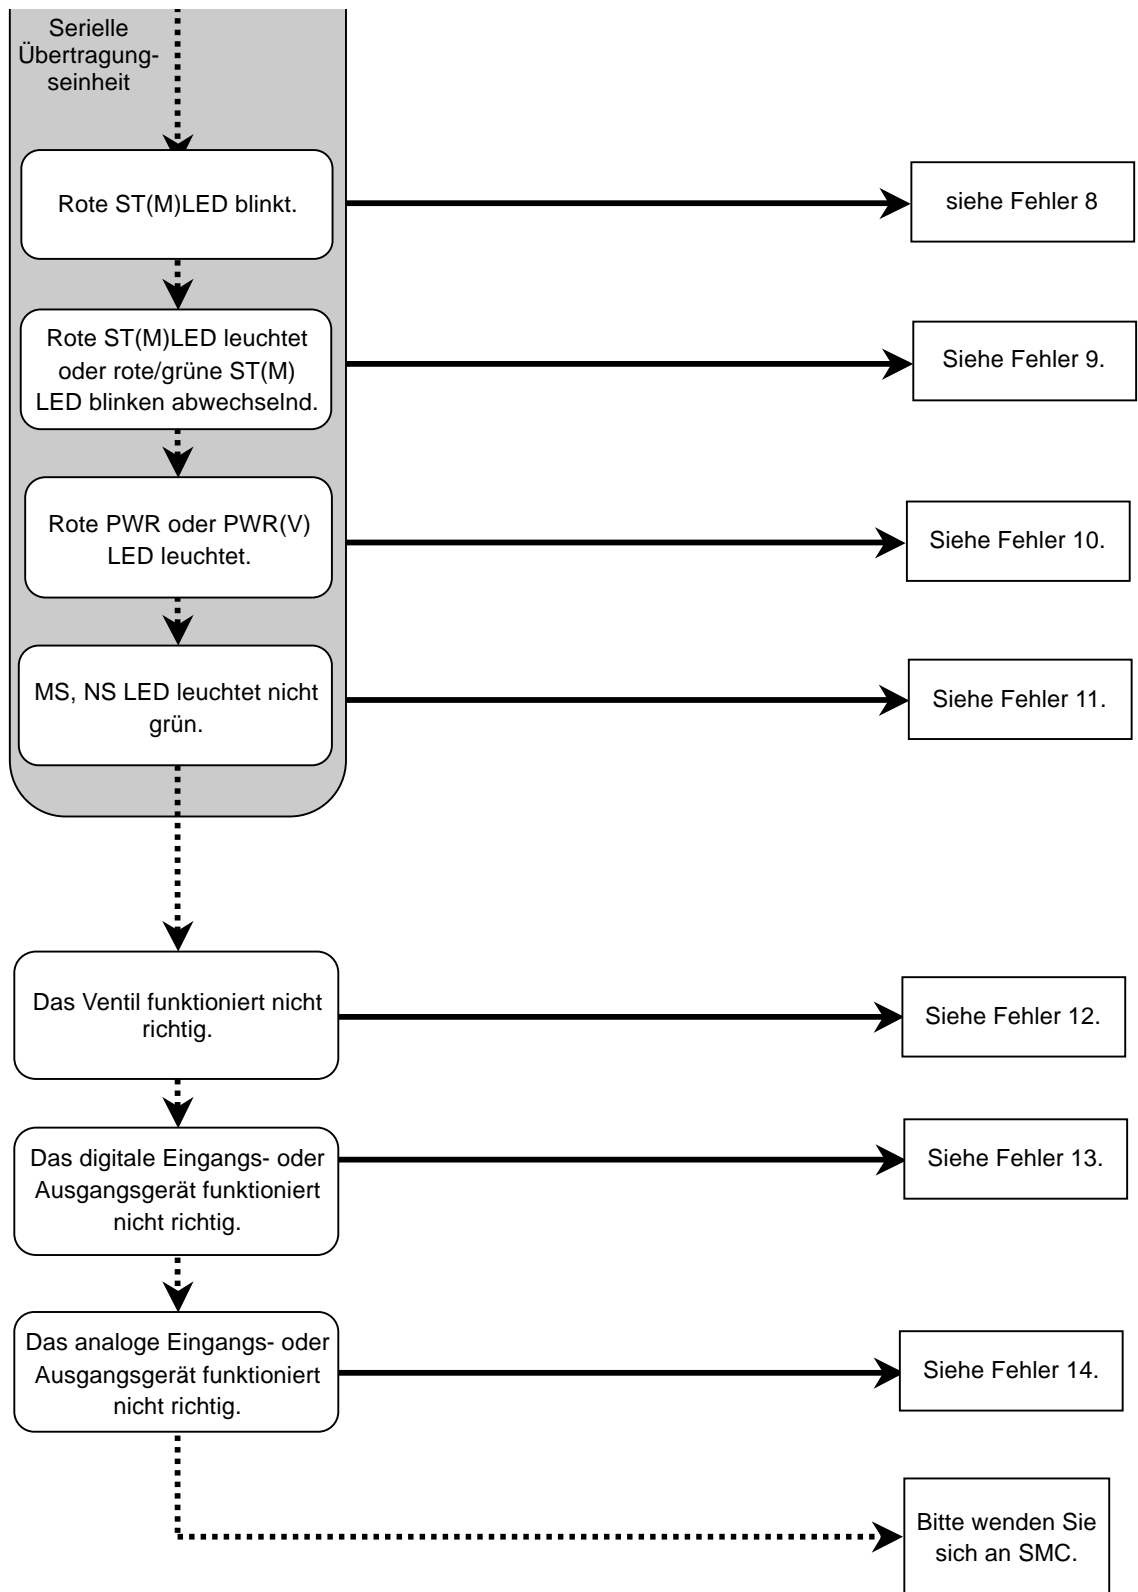 Serielle
Übertragung-
seinheit
Rote ST(M)LED blinkt.
siehe Fehler 8
Rote ST(M)LED leuchtet
oder rote/grüne ST(M)
LED blinken abwechselnd.
Siehe Fehler 9.
Rote PWR oder PWR(V)
LED leuchtet.
Siehe Fehler 10.
MS, NS LED leuchtet nicht
grün.
Siehe Fehler 11.
Das Ventil funktioniert nicht
richtig.
Siehe Fehler 12.
Das digitale Eingangs- oder
Ausgangsgerät funktioniert
nicht richtig.
Siehe Fehler 13.
Das analoge Eingangs- oder
Ausgangsgerät funktioniert
nicht richtig.
Siehe Fehler 14.
Bitte wenden Sie
sich an SMC.